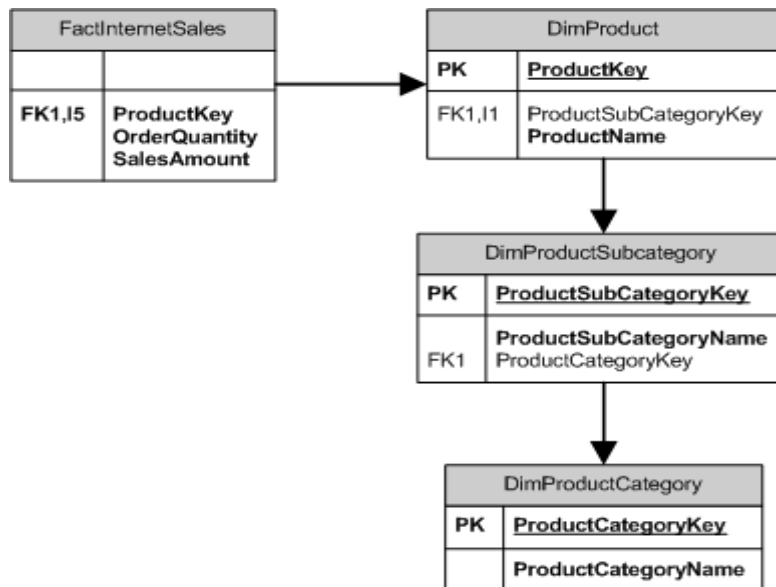 FactInternetSales
FK1,I5 ProductKey
OrderQuantity
SalesAmount
DimProduct
PK ProductKey
FK1,I1 ProductSubCategoryKey
ProductName
DimProductSubcategory
PK ProductSubCategoryKey
ProductSubCategoryName
FK1 ProductCategoryKey
DimProductCategory
PK ProductCategoryKey
ProductCategoryName